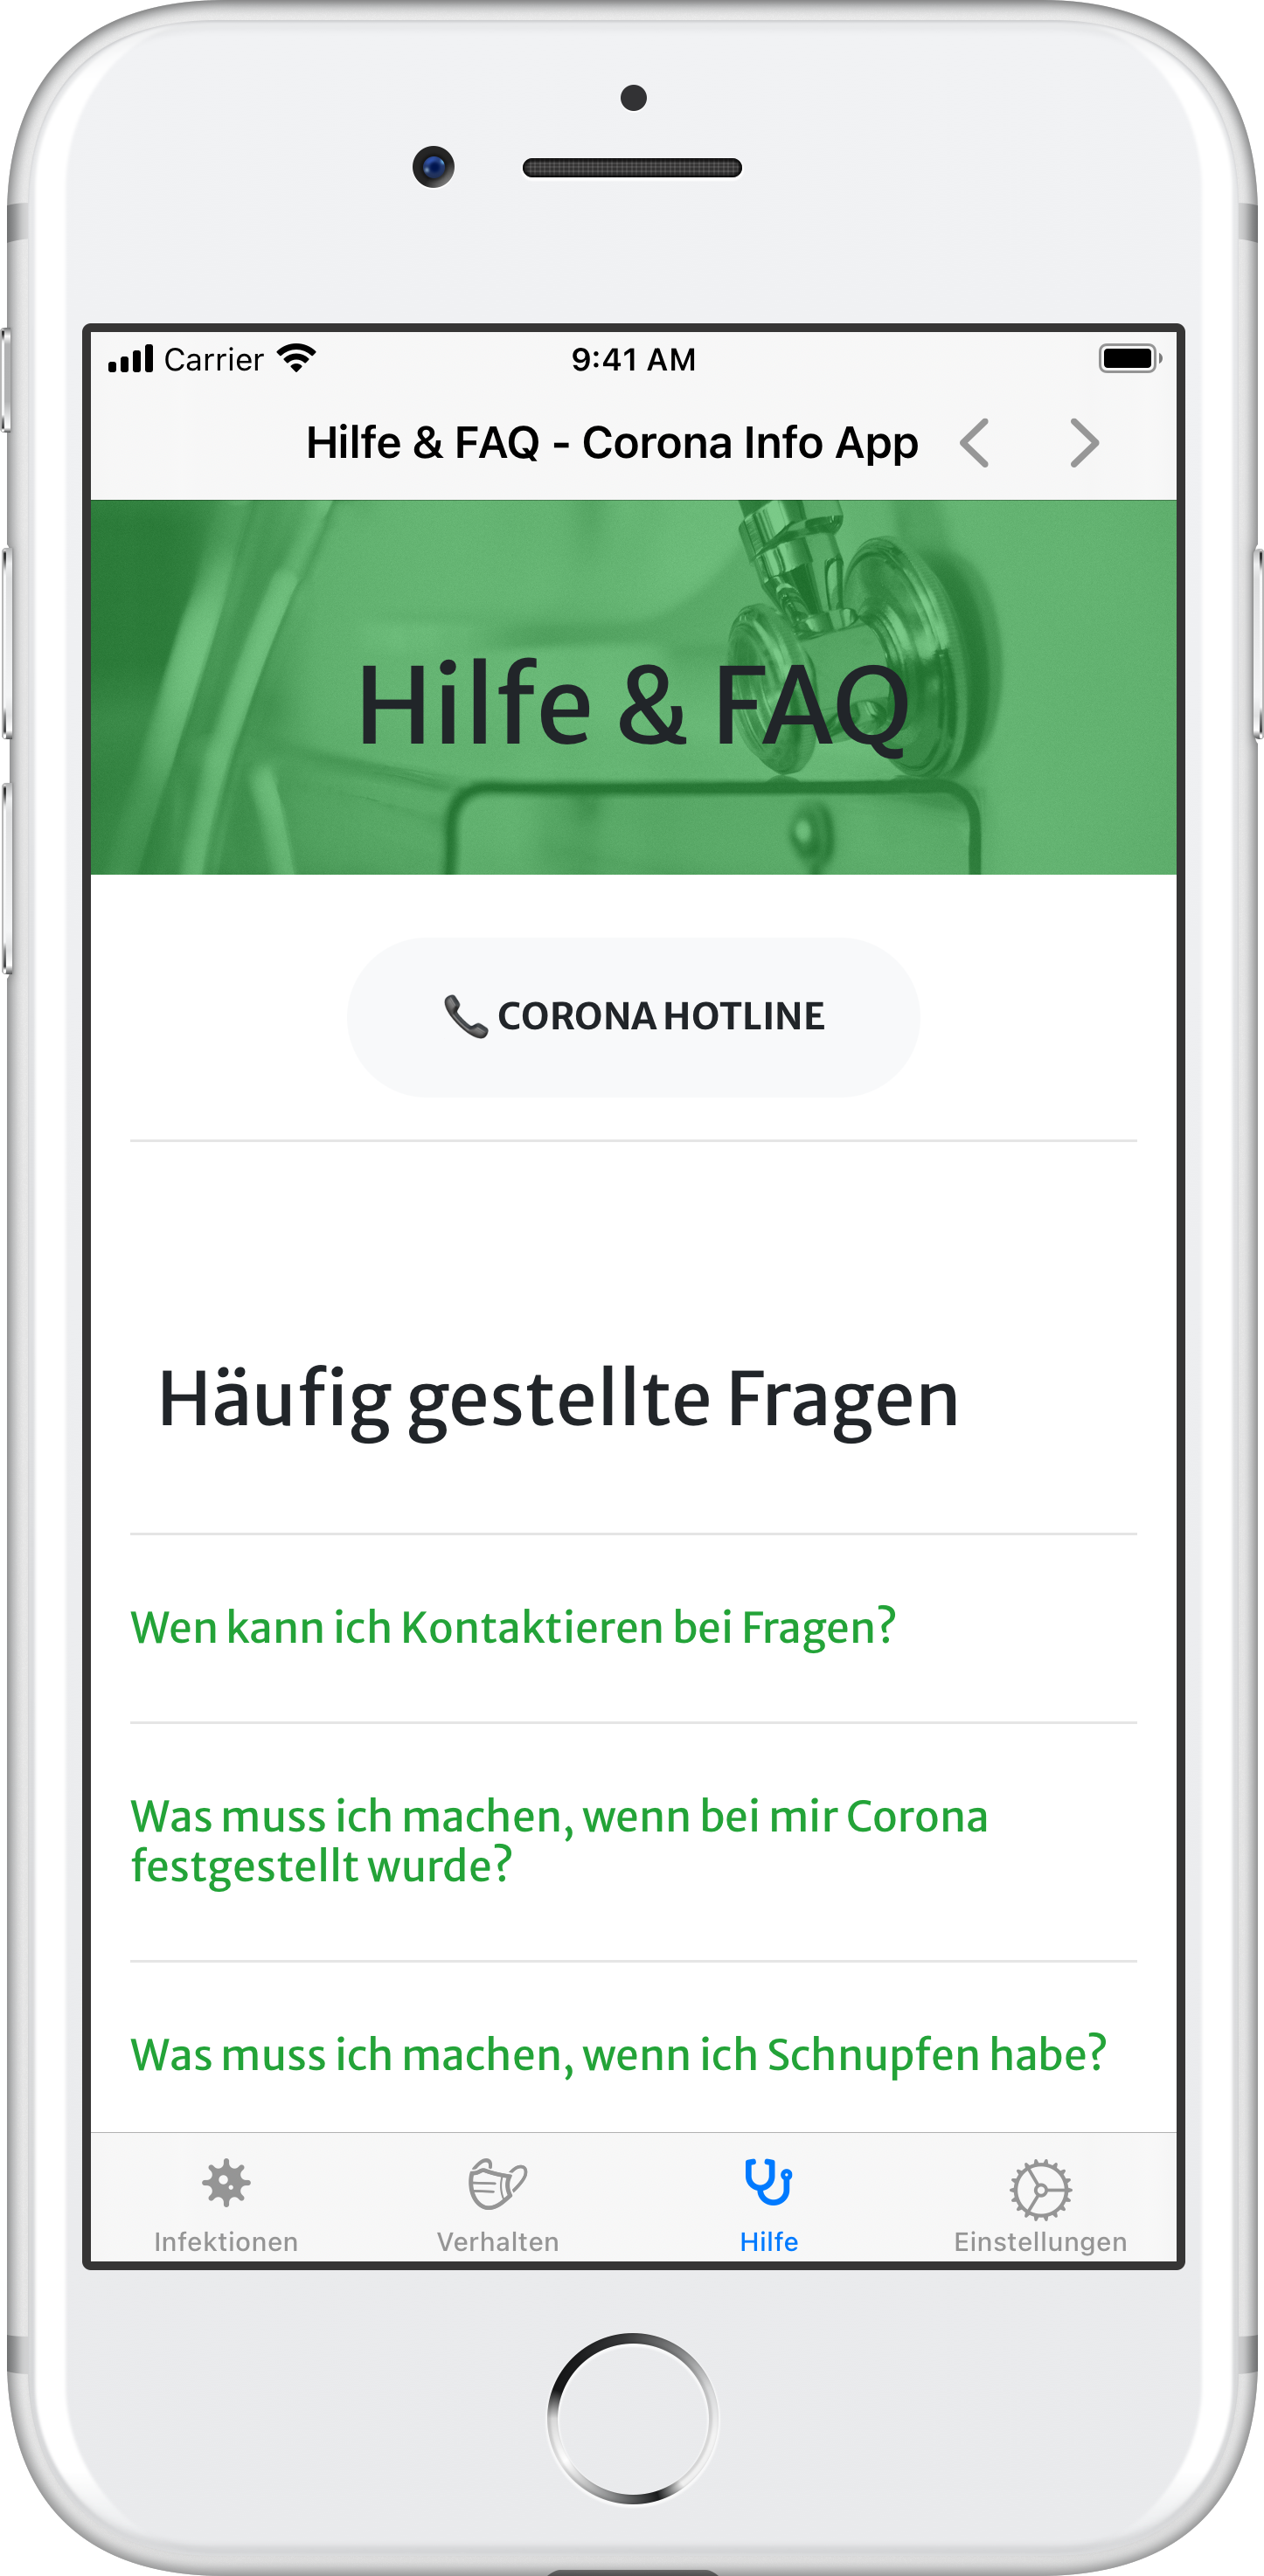 Carrier 9:41 AM
Hilfe & FAQ - Corona Info App
Hilfe & FAQ
CORONA HOTLINE
Häufig gestellte Fragen
Wen kann ich Kontaktieren bei Fragen?
Was muss ich machen, wenn bei mir Corona
festgestellt wurde?
Was muss ich machen, wenn ich Schnupfen habe?
Infektionen Verhalten Hilfe Einstellungen